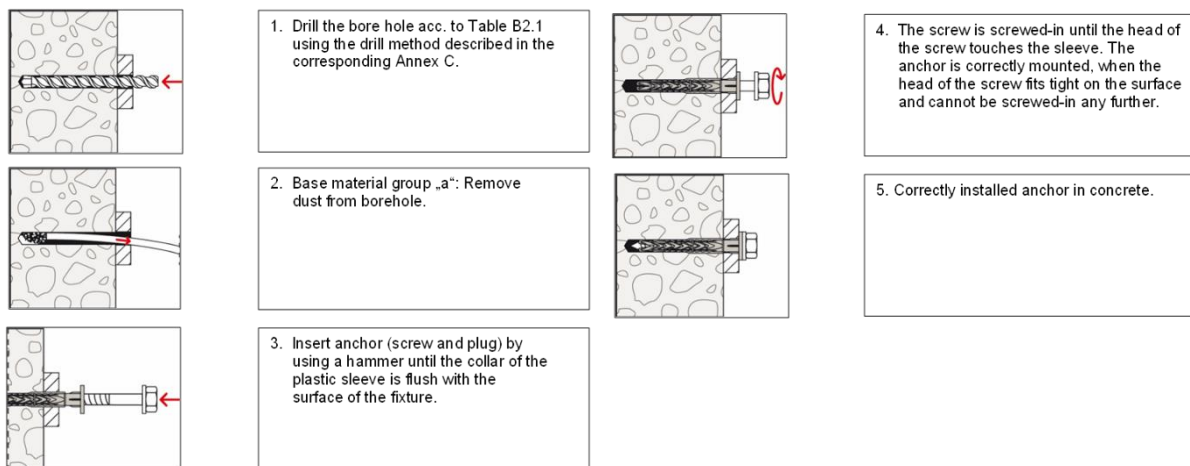 1. Drill the bore hole acc. to Table B2.1
using the drill method described in the
corresponding Annex C.
2. Base material group „a“: Remove
dust from borehole.
3. Insert anchor (screw and plug) by
using a hammer until the collar of the
plastic sleeve is flush with the
surface of the fixture.
4. The screw is screwed-in until the head of
the screw touches the sleeve. The
anchor is correctly mounted, when the
head of the screw fits tight on the surface
and cannot be screwed-in any further.
5. Correctly installed anchor in concrete.